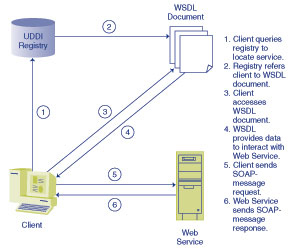 WSDL
Document
UDDI
Registry
2
1
3
4
5
6
Client
Web
Service
1. Client queries
registry to
locate service.
2. Registry refers
client to WSDL
document.
3. Client
accesses
WSDL
document.
4. WSDL
provides data
to interact with
Web Service.
5. Client sends
SOAP-
message
request.
6. Web Service
sends SOAP-
message
response.